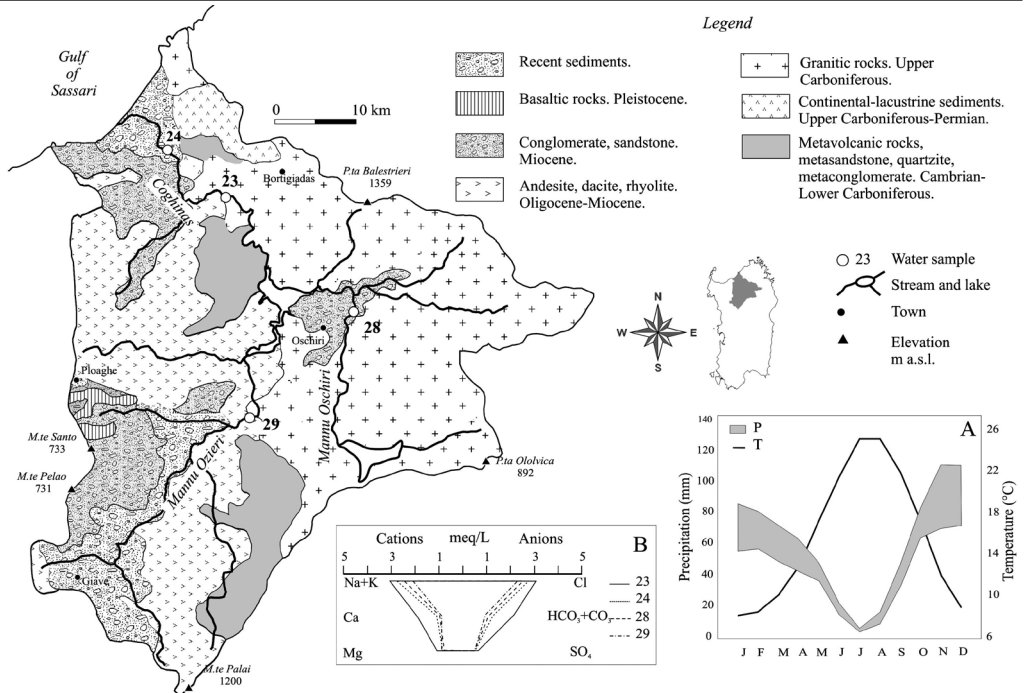 Legend
Gulf
of
Sassari
Recent sediments.
Basaltic rocks. Pleistocene.
Conglomerate, sandstone.
Miocene.
Andesite, dacite, rhyolite.
Oligocene-Miocene.
Granitic rocks. Upper
Carboniferous.
Continental-lacustrine sediments.
Upper Carboniferous-Permian.
Metavolcanic rocks,
metasandstone, quartzite,
metaconglomerate. Cambrian-
Lower Carboniferous.
0 10 km
24
23
Bortigiadas
P.ta Balestrieri
1359
Coghinas
23 Water sample
Stream and lake
Town
Elevation
m a.s.l.
N
W E
S
28
Oschiri
Mannu Oschiri
Ploaghe
29
M.te Santo
733
M.te Pelao
731
Mannu Ozieri
P.ta Ololvica
892
Giave
M.te Palai
1200
B
Cations meq/L Anions
5 3 1 1 3 5
Na+K Cl
Ca HCO3+CO3
Mg SO4
23
24
28
29
A
P
T
Precipitation (mm)
140
120
100
80
60
40
20
0
Temperature (°C)
26
22
18
14
10
6
J F M A M J J A S O N D